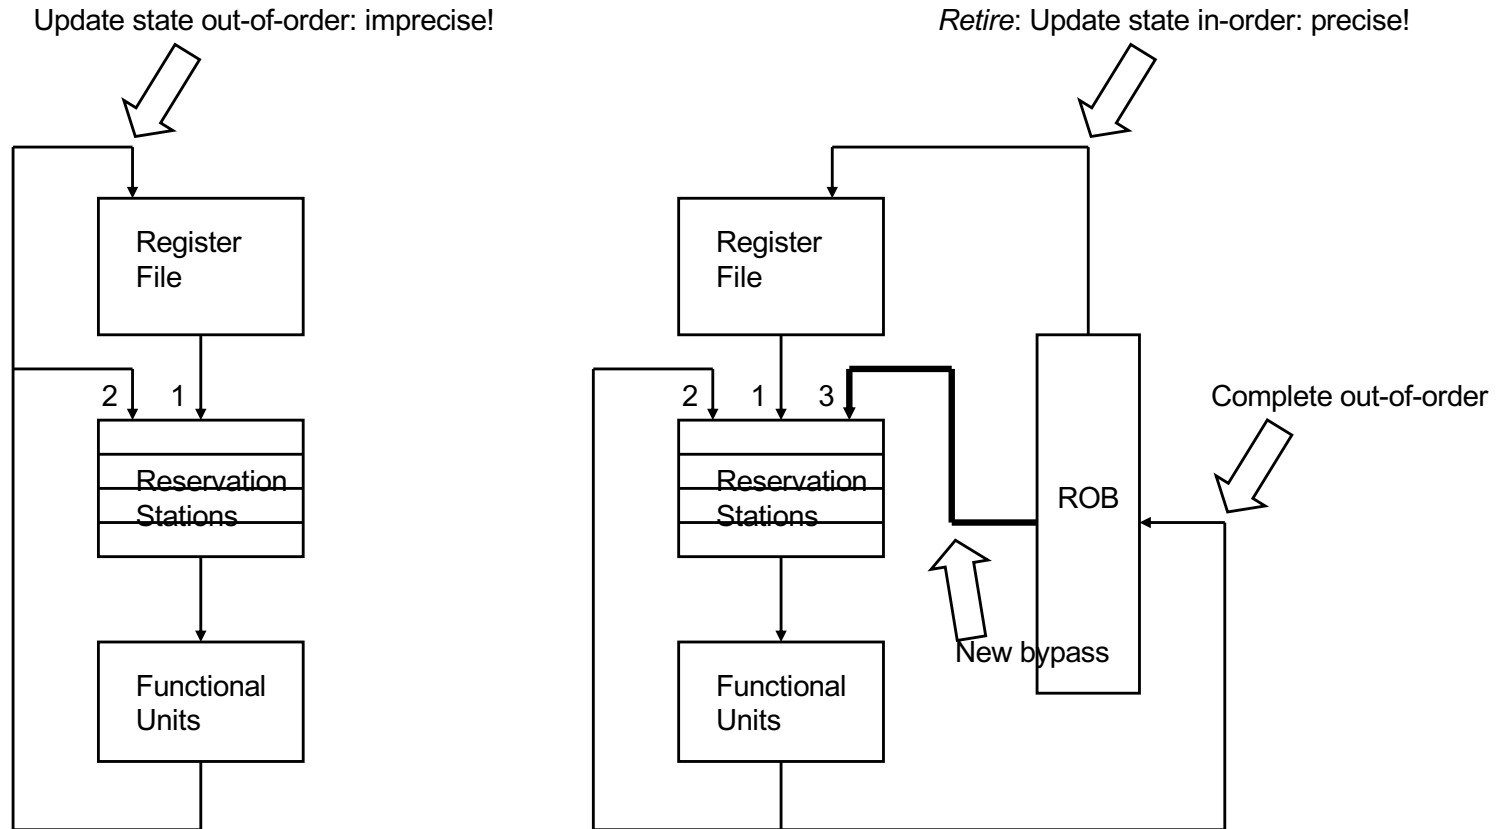 Update state out-of-order: imprecise!
Retire: Update state in-order: precise!
Register
File
2 1
Reservation
Stations
Functional
Units
Register
File
2 1 3
Reservation
Stations
Functional
Units
ROB
Complete out-of-order
New bypass